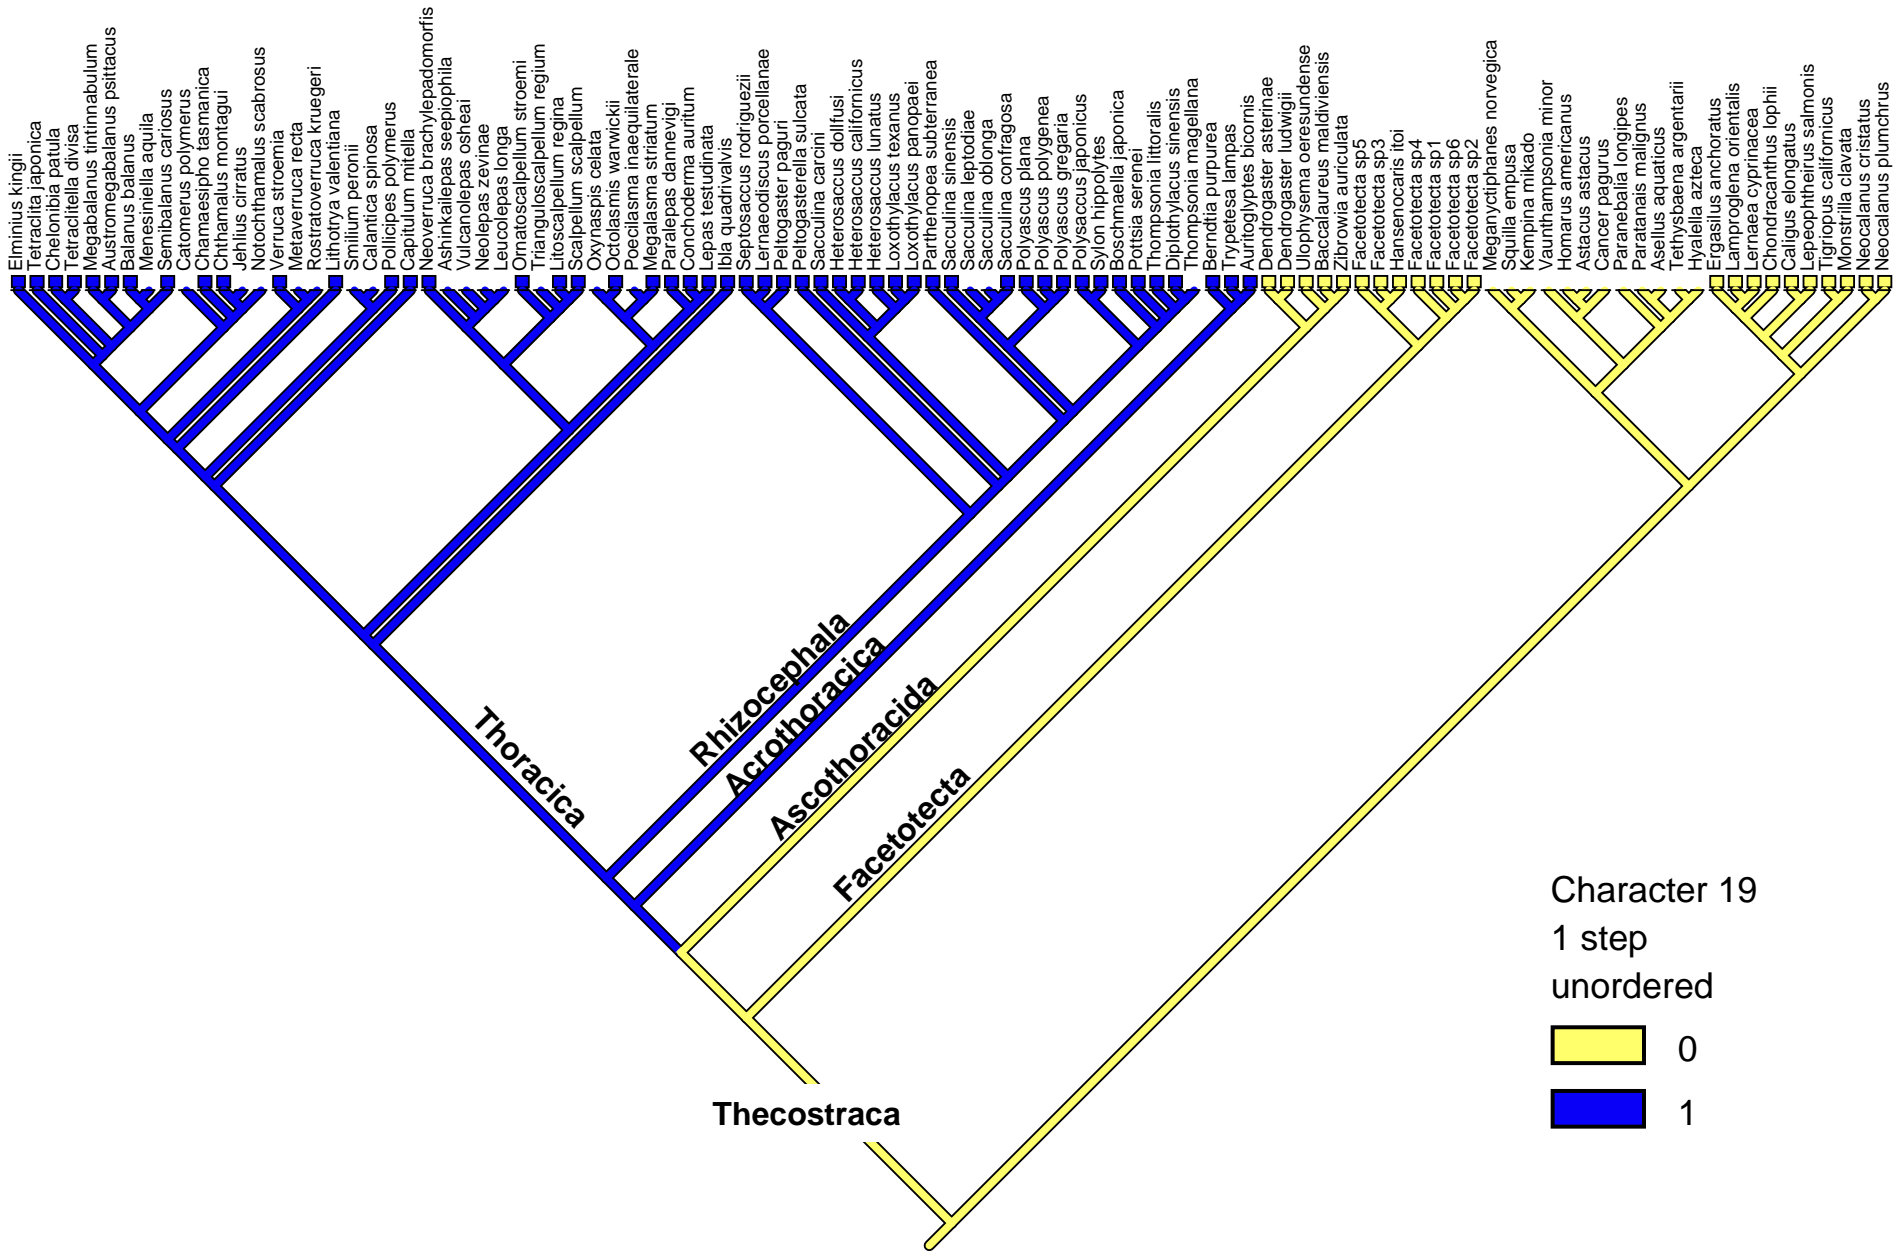 Elminius kingii
Tetraclita japonica
Chelonibia patula
Tetraclitella divisa
Megabalanus tintinnabulum
Austromegabalanus psittacus
Balanus balanus
Menesiniella aquila
Semibalanus cariosus
Catomerus polymerus
Chamaesipho tasmanica
Chthamalus montagui
Jehlius cirratus
Notochthamalus scabrosus
Verruca stroemia
Metaverruca recta
Rostratoverruca kruegeri
Lithotrya valentiana
Smilium peronii
Calantica spinosa
Pollicipes polymerus
Capitulum mitella
Neoverruca brachylepadomorfis
Ashinkailepas seepiophila
Vulcanolepas osheai
Neolepas zevinae
Leucolepas longa
Ornatoscalpellum stroemi
Trianguloscalpellum regium
Litoscalpellum regina
Scalpellum scalpellum
Oxynaspis celata
Octolasmis warwickii
Poecilasma inaequilaterale
Megalasma striatum
Paralepas dannevigi
Conchoderma auritum
Lepas testudinata
Ibla quadrivalvis
Septosaccus rodriguezii
Lernaeodiscus porcellanae
Peltogaster paguri
Peltogasterella sulcata
Sacculina carcini
Heterosaccus dollfusi
Heterosaccus californicus
Heterosaccus lunatus
Loxothylacus texanus
Loxothylacus panopaei
Parthenopea subterranea
Sacculina sinensis
Sacculina leptodiae
Sacculina oblonga
Sacculina confragosa
Polyascus plana
Polyascus polygenea
Polyascus gregaria
Polysaccus japonicus
Sylon hippolytes
Boschmaella japonica
Pottsia serenei
Thompsonia littoralis
Diplothylacus sinensis
Thompsonia magellana
Berndtia purpurea
Trypetesa lampas
Auritoglyptes bicornis
Dendrogaster asterinae
Dendrogaster ludwigii
Ulophysema oeresundense
Baccalaureus maldiviensis
Zibrowia auriculata
Facetotecta sp5
Facetotecta sp3
Hansenocaris itoi
Facetotecta sp4
Facetotecta sp1
Facetotecta sp6
Facetotecta sp2
Meganyctiphanes norvegica
Squilla empusa
Kempina mikado
Vaunthampsonia minor
Homarus americanus
Astacus astacus
Cancer pagurus
Paranebalia longipes
Paratanais malignus
Asellus aquaticus
Tethysbaena argentarii
Hyalella azteca
Ergasilus anchoratus
Lamproglena orientalis
Lernaea cyprinacea
Chondracanthus lophii
Caligus elongatus
Lepeophtheirus salmonis
Tigriopus californicus
Monstrilla clavata
Neocalanus cristatus
Neocalanus plumchrus
Thoracica
Rhizocephala
Acrothoracica
Ascothoracida
Facetotecta
Thecostraca
Character 19
1 step
unordered
0
1